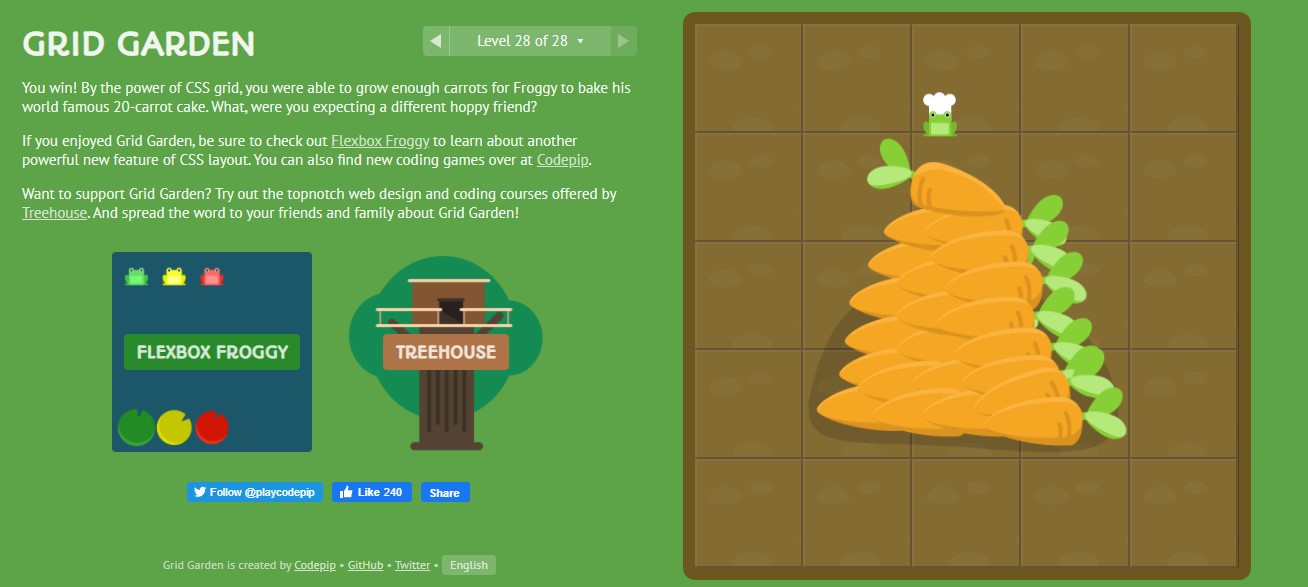 GRID GARDEN
Level 28 of 28
You win! By the power of CSS grid, you were able to grow enough carrots for Froggy to bake his
world famous 20-carrot cake. What, were you expecting a different hoppy friend?
If you enjoyed Grid Garden, be sure to check out Flexbox Froggy to learn about another
powerful new feature of CSS layout. You can also find new coding games over at Codepip.
Want to support Grid Garden? Try out the topnotch web design and coding courses offered by
Treehouse. And spread the word to your friends and family about Grid Garden!
FLEXBOX FROGGY
TREEHOUSE
Follow @playcodepip
Like 240
Share
Grid Garden is created by Codepip • GitHub • Twitter • English